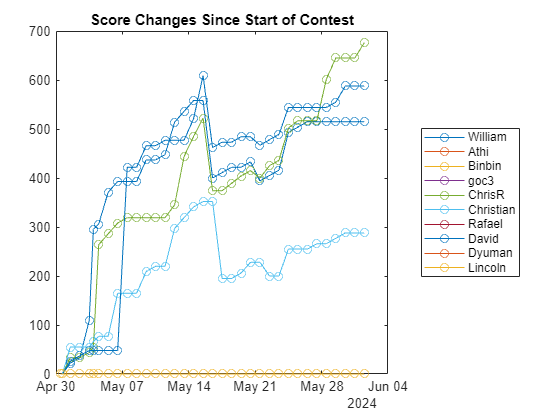 Score Changes Since Start of Contest
700
600
500
400
300
200
100
0
Apr 30 May 07 May 14 May 21 May 28 Jun 04
2024
William
Athi
Binbin
goc3
ChrisR
Christian
Rafael
David
Dyuman
Lincoln